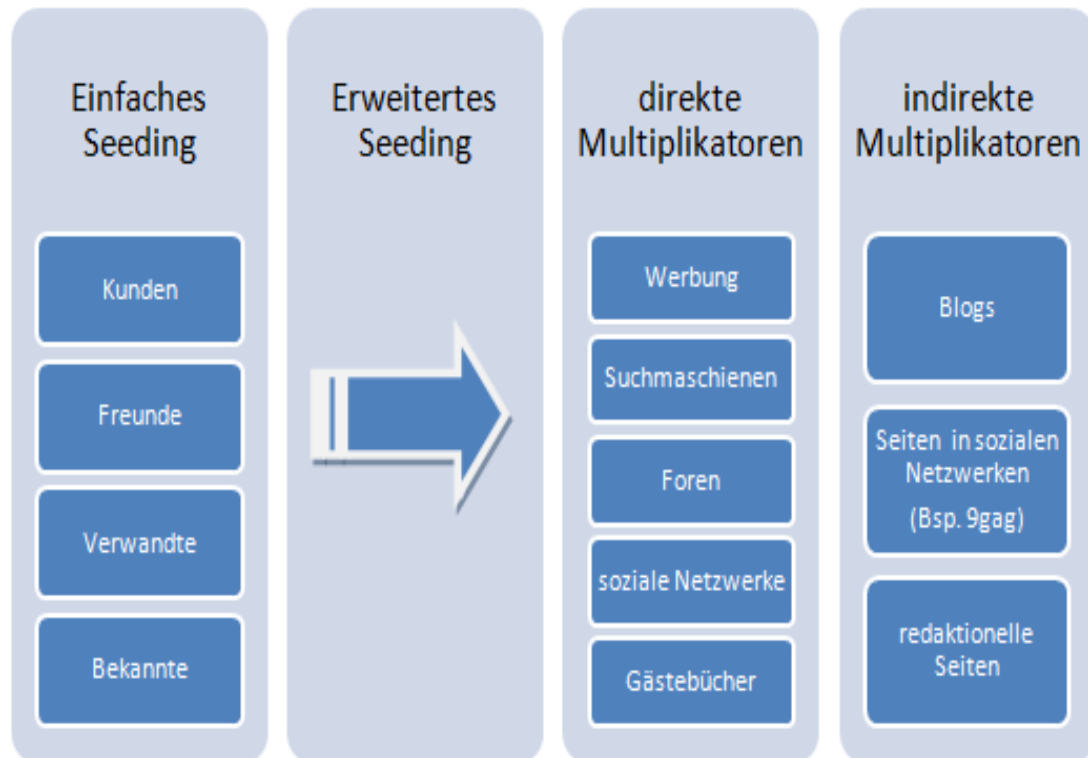 Einfaches
Seeding
Kunden
Freunde
Verwandte
Bekannte
Erweitertes
Seeding
direkte
Multiplikatoren
Werbung
Suchmaschienen
Foren
soziale Netzwerke
Gästebücher
indirekte
Multiplikatoren
Blogs
Seiten in sozialen
Netzwerken
(Bsp. 9gag)
redaktionelle
Seiten